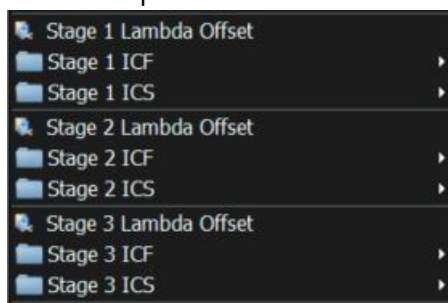 Stage 1 Lambda Offset
Stage 1 ICF
Stage 1 ICS
Stage 2 Lambda Offset
Stage 2 ICF
Stage 2 ICS
Stage 3 Lambda Offset
Stage 3 ICF
Stage 3 ICS